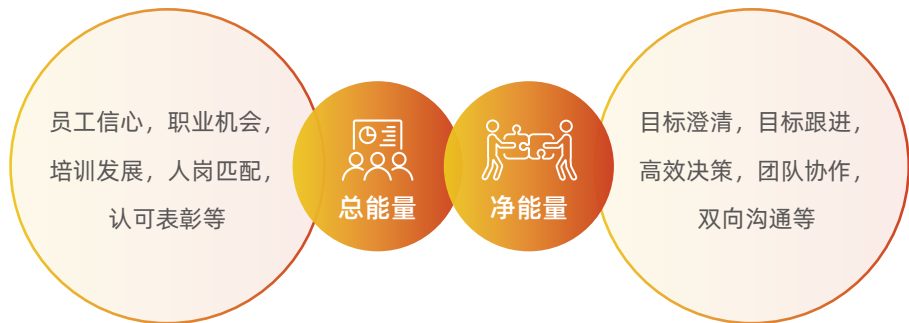 员工信心，职业机会，
培训发展，人岗匹配，
认可表彰等
总能量
净能量
目标澄清，目标跟进，
高效决策，团队协作，
双向沟通等